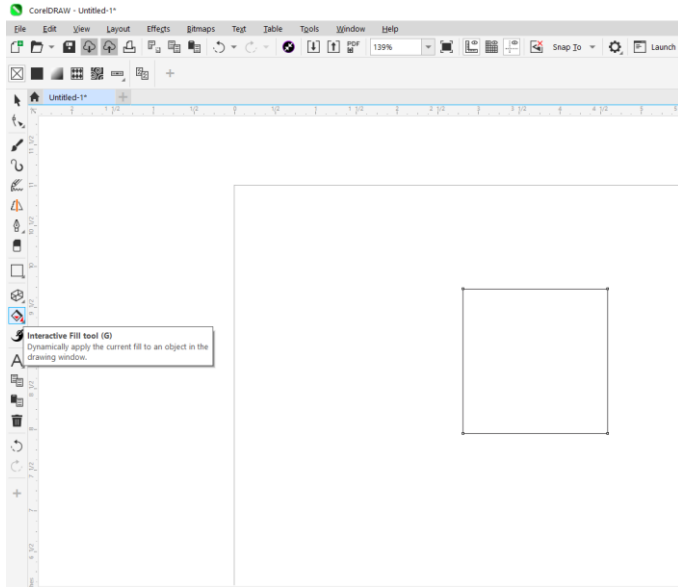 CorelDRAW - Untitled-1*
File Edit View Layout Effects Bitmaps Text Table Tools Window Help
PDF 139% Snap To Launch
Untitled-1*
Interactive Fill tool (G)
Dynamically apply the current fill to an object in the
drawing window.